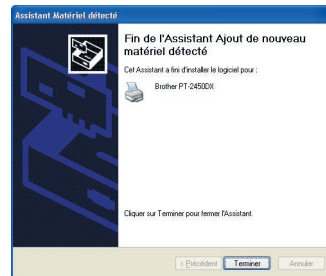 Assistant Matériel détecté
Fin de l'Assistant Ajout de nouveau
matériel détecté
Cet Assistant a fini d'installer le logiciel pour :
Brother PT-2450DX
Cliquer sur Terminer pour fermer l'Assistant.
< Précédent
Terminer
Annuler